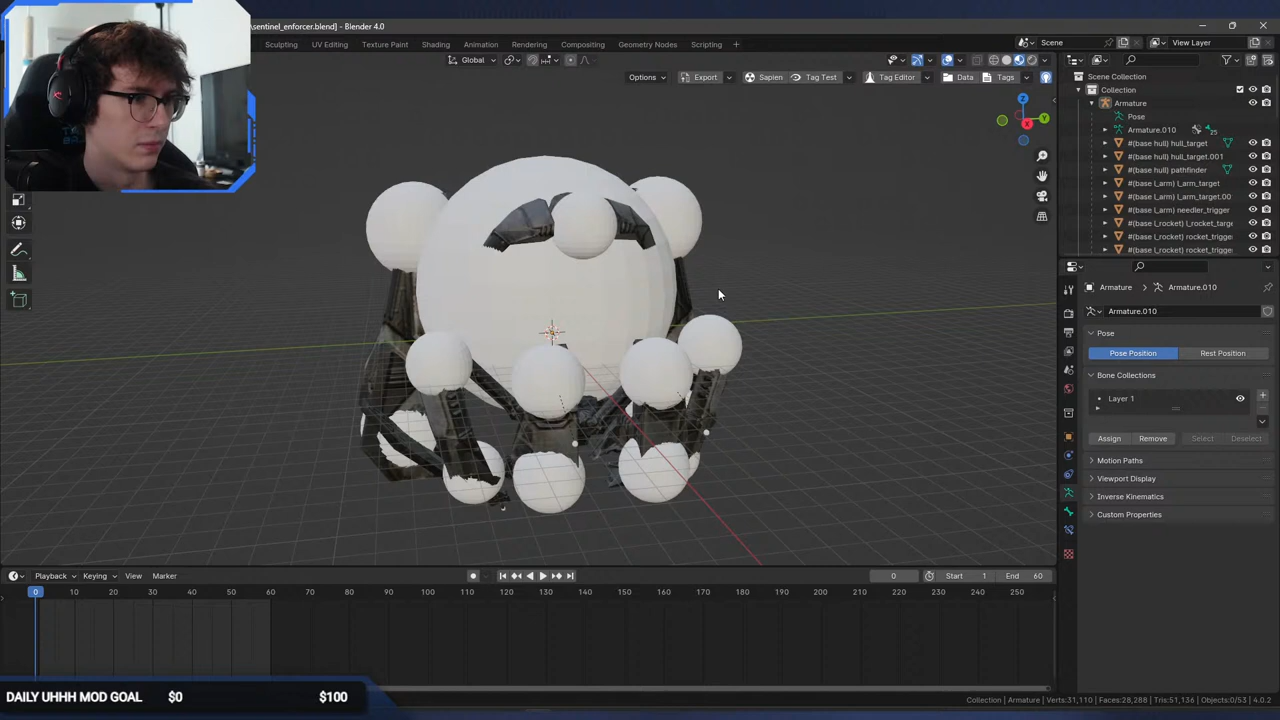 sentinel_enforcer.blend] - Blender 4.0
Sculpting UV Editing Texture Paint Shading Animation Rendering Compositing Geometry Nodes Scripting +
Scene View Layer
Global
Options Export Sapien Tag Test Tag Editor Data Tags
Z
Y
X
Scene Collection
Collection
Armature
Pose
Armature.010 25
#(base hull) hull_target
#(base hull) hull_target.001
#(base hull) pathfinder
#(base l_arm) l_arm_target
#(base l_arm) l_arm_target.00
#(base l_arm) needler_trigger
#(base l_rocket) l_rocket_targe
#(base l_rocket) rocket_trigge
#(base l_rocket) rocket_trigge
Armature > Armature.010
Armature.010
Pose
Pose Position Rest Position
Bone Collections
Layer 1
Assign Remove Select Deselect
Motion Paths
Viewport Display
Inverse Kinematics
Custom Properties
Playback Keying View Marker 0 Start 1 End 60
0 10 20 30 40 50 60 70 80 90 100 110 120 130 140 150 160 170 180 190 200 210 220 230 240 250
DAILY UHHH MOD GOAL $0 $100
Collection | Armature | Verts:31,110 | Faces:28,288 | Tris:51,136 | Objects:0/53 | 4.0.2